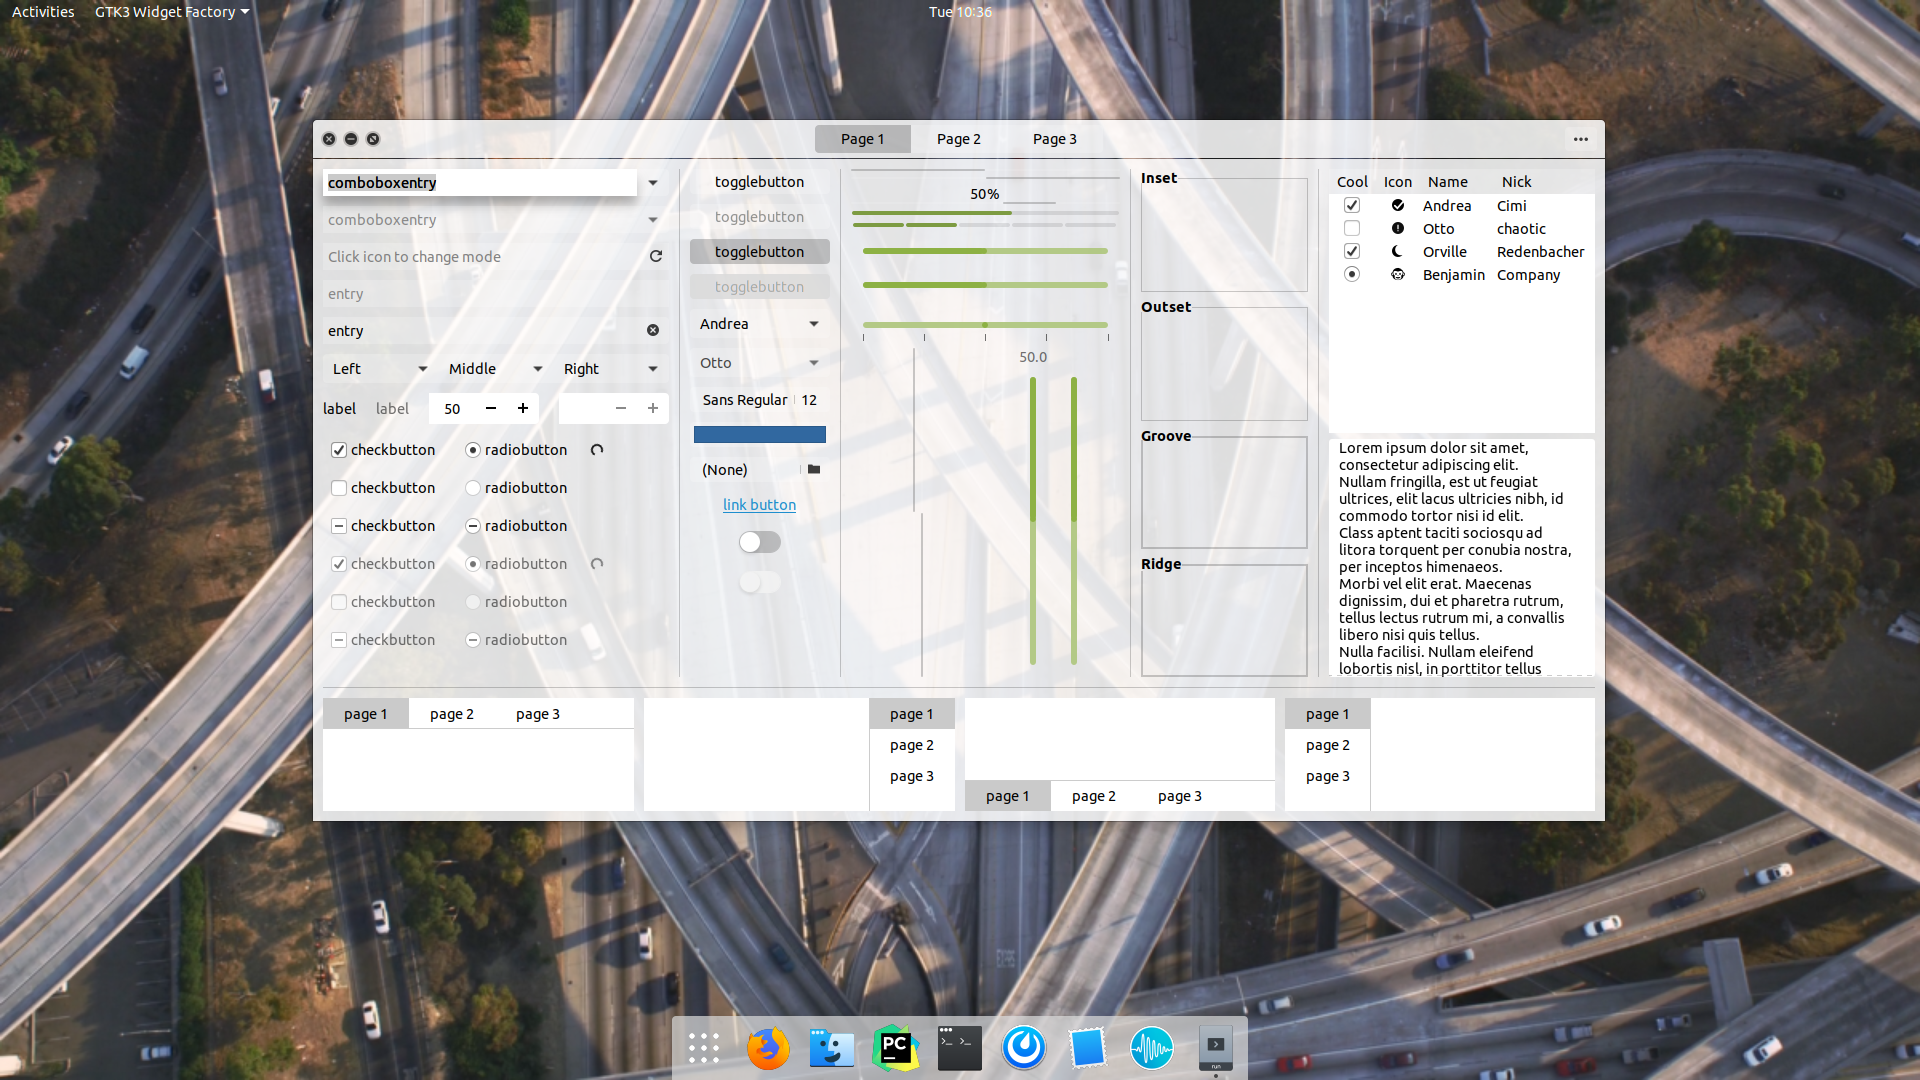 Activities GTK3 Widget Factory Tue 10:36
Page 1 Page 2 Page 3
comboboxentry
comboboxentry
Click icon to change mode
entry
entry
Left Middle Right
label label 50
checkbutton radiobutton
checkbutton radiobutton
checkbutton radiobutton
checkbutton radiobutton
checkbutton radiobutton
checkbutton radiobutton
togglebutton
togglebutton
togglebutton
togglebutton
Andrea
Otto
Sans Regular 12
(None)
link button
50%
50.0
Inset
Outset
Groove
Ridge
Cool Icon Name Nick
Andrea Cimi
Otto chaotic
Orville Redenbacher
Benjamin Company
Lorem ipsum dolor sit amet,
consectetur adipiscing elit.
Nullam fringilla, est ut feugiat
ultrices, elit lacus ultricies nibh, id
commodo tortor nisi id elit.
Class aptent taciti sociosqu ad
litora torquent per conubia nostra,
per inceptos himenaeos.
Morbi vel elit erat. Maecenas
dignissim, dui et pharetra rutrum,
tellus lectus rutrum mi, a convallis
libero nisi quis tellus.
Nulla facilisi. Nullam eleifend
lobortis nisl, in porttitor tellus
page 1 page 2 page 3
page 1
page 2
page 3
page 1 page 2 page 3
page 1
page 2
page 3
PC
run